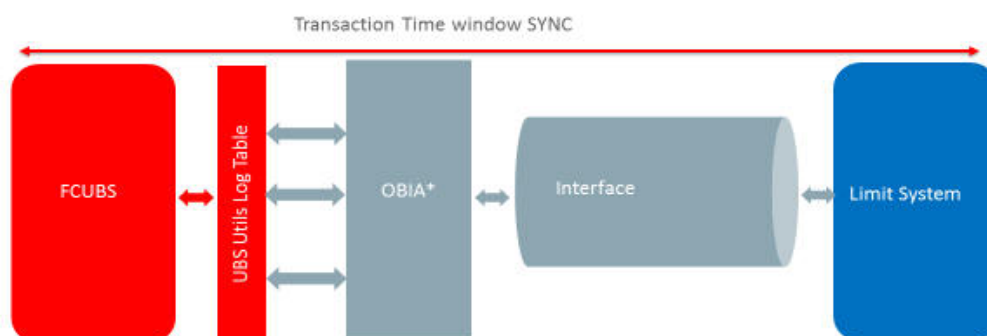 Transaction Time window SYNC
FCUBS
UBS Utils Log Table
OBIA*
Interface
Limit System